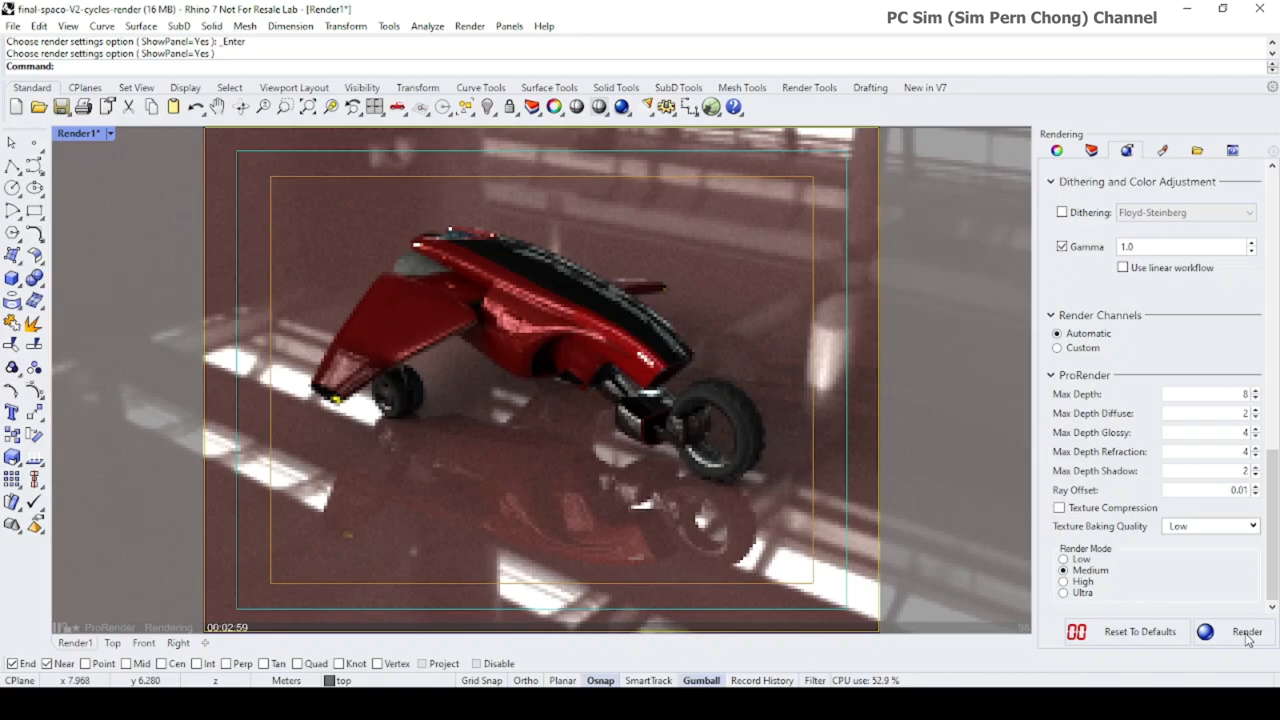 final-spaco-V2-cycles-render (16 MB) - Rhino 7 Not For Resale Lab - [Render1*]
PC Sim (Sim Pern Chong) Channel
File Edit View Curve Surface SubD Solid Mesh Dimension Transform Tools Analyze Render Panels Help
Choose render settings option ( ShowPanel=Yes ): _Enter
Choose render settings option ( ShowPanel=Yes )
Command:
Standard CPlanes Set View Display Select Viewport Layout Visibility Transform Curve Tools Surface Tools Solid Tools SubD Tools Mesh Tools Render Tools Drafting New in V7
Render1*
Rendering
Dithering and Color Adjustment
Dithering: Floyd-Steinberg
Gamma 1.0
Use linear workflow
Render Channels
Automatic
Custom
ProRender
Max Depth: 8
Max Depth Diffuse: 2
Max Depth Glossy: 4
Max Depth Refraction: 4
Max Depth Shadow: 2
Ray Offset: 0.01
Texture Compression
Texture Baking Quality Low
Render Mode
Low
Medium
High
Ultra
ProRender Rendering 00:02:59
00 Reset To Defaults Render
Render1 Top Front Right
End Near Point Mid Cen Int Perp Tan Quad Knot Vertex Project Disable
CPlane x 7.968 y 6.280 z Meters top Grid Snap Ortho Planar Osnap SmartTrack Gumball Record History Filter CPU use: 52.9 %